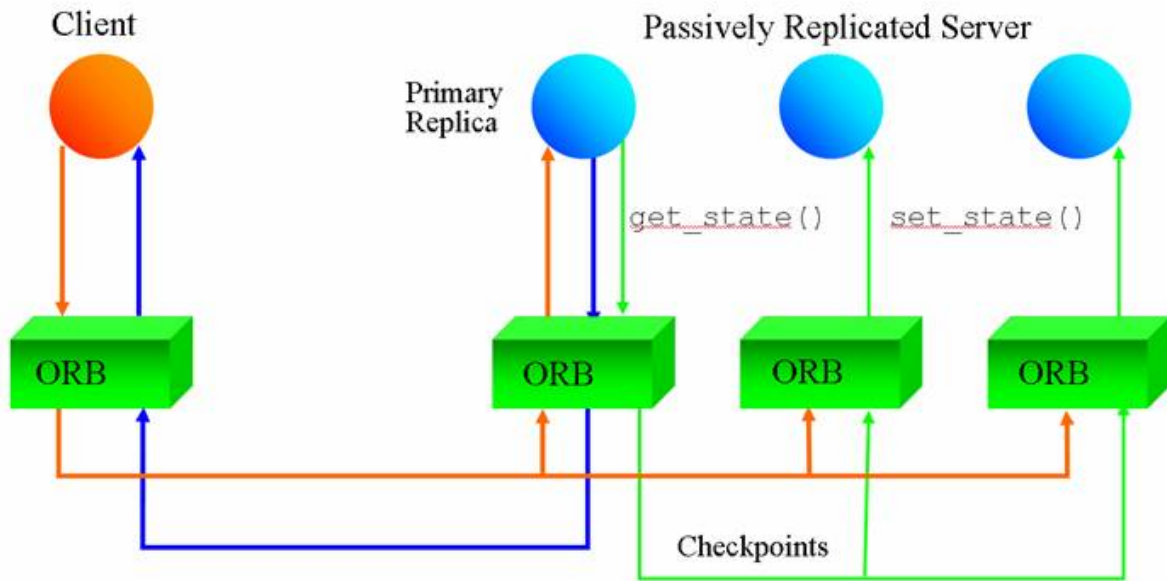 Client
Passively Replicated Server
Primary
Replica
get_state()
set_state()
ORB
ORB
ORB
ORB
Checkpoints